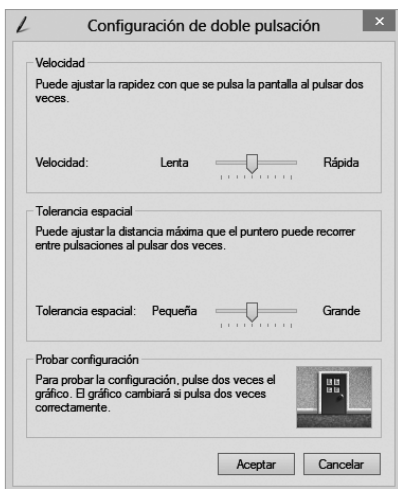 Configuración de doble pulsación
Velocidad
Puede ajustar la rapidez con que se pulsa la pantalla al pulsar dos
veces.
Velocidad: Lenta Rápida
Tolerancia espacial
Puede ajustar la distancia máxima que el puntero puede recorrer
entre pulsaciones al pulsar dos veces.
Tolerancia espacial: Pequeña Grande
Probar configuración
Para probar la configuración, pulse dos veces el
gráfico. El gráfico cambiará si pulsa dos veces
correctamente.
Aceptar Cancelar